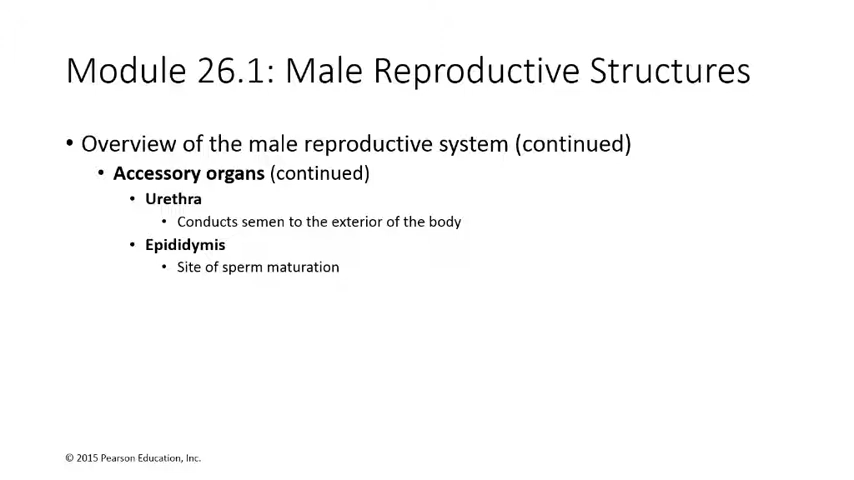 Module 26.1: Male Reproductive Structures
• Overview of the male reproductive system (continued)
• Accessory organs (continued)
• Urethra
• Conducts semen to the exterior of the body
• Epididymis
• Site of sperm maturation
© 2015 Pearson Education, Inc.